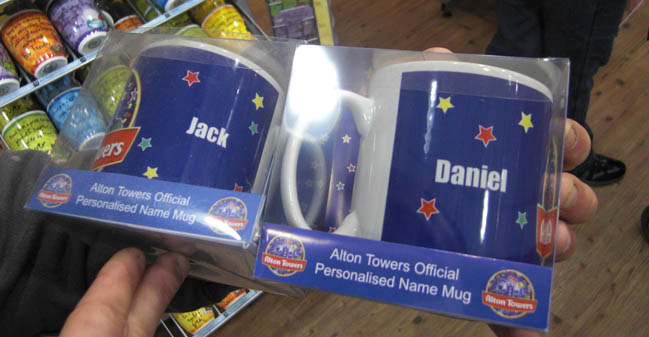 Jack
owers
Alton Towers Official
Personalised Name Mug
Alton Towers
Daniel
Alton Towers Official
Personalised Name Mug
Alton Towers
Alton Towers